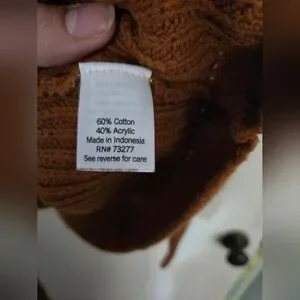 60% Cotton
40% Acrylic
Made in Indonesia
RN# 73277
See reverse for care